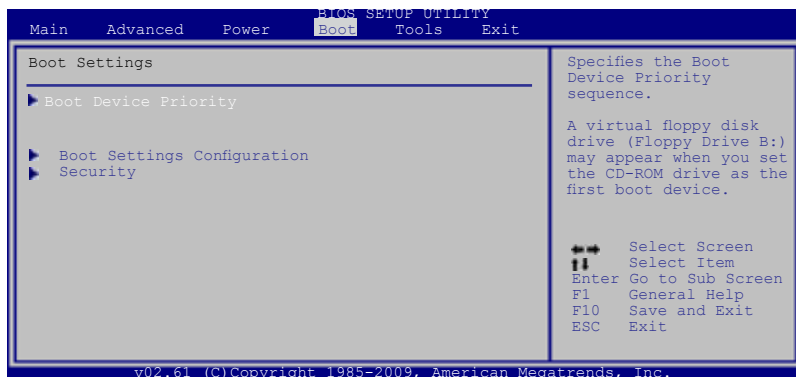 BIOS SETUP UTILITY
Main Advanced Power Boot Tools Exit
Boot Settings
Boot Device Priority
Boot Settings Configuration
Security
Specifies the Boot
Device Priority
sequence.
A virtual floppy disk
drive (Floppy Drive B:)
may appear when you set
the CD-ROM drive as the
first boot device.
Select Screen
Select Item
Enter Go to Sub Screen
F1 General Help
F10 Save and Exit
ESC Exit
v02.61 (C)Copyright 1985-2009, American Megatrends, Inc.